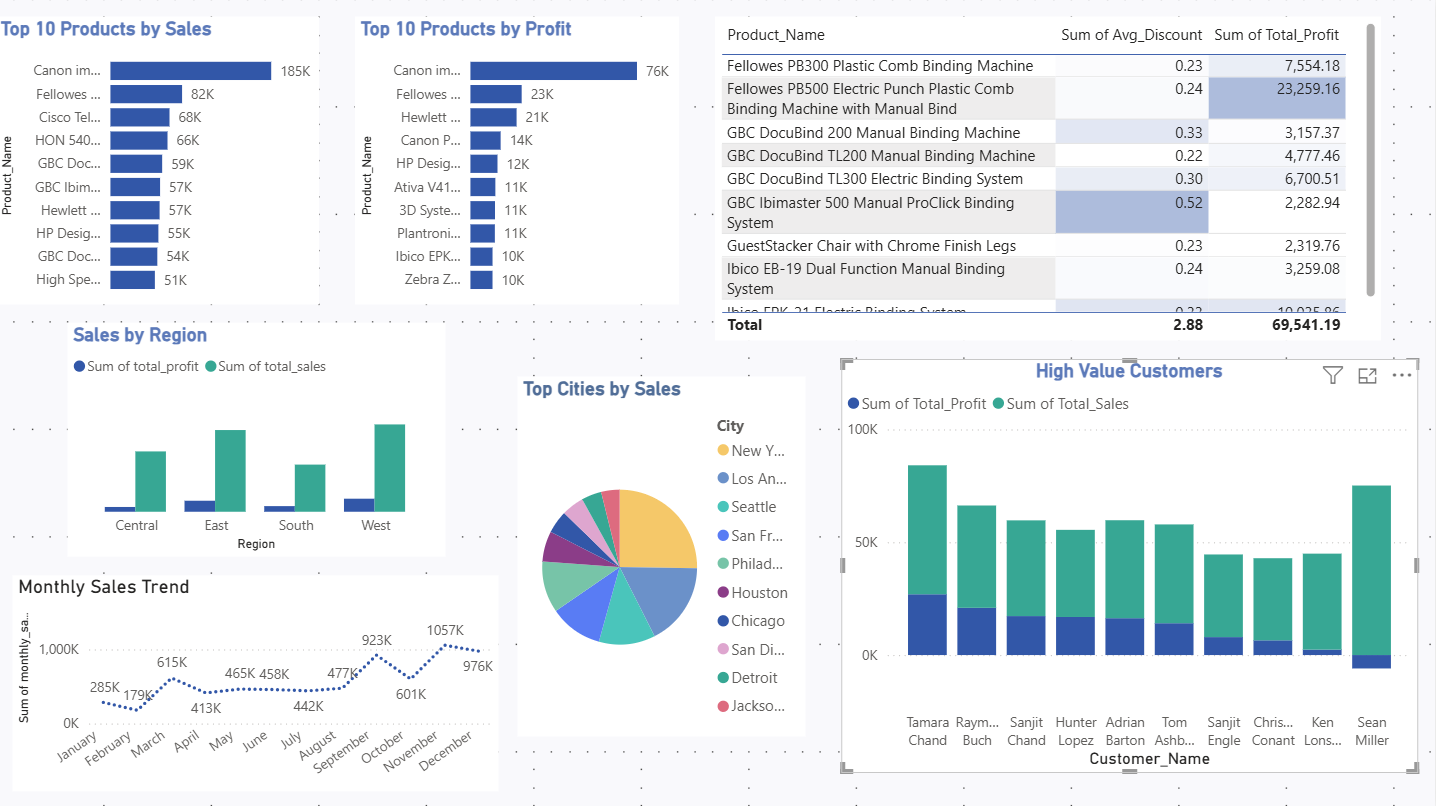 Top 10 Products by Sales
Product_Name
Canon im... 185K
Fellowes ... 82K
Cisco Tel... 68K
HON 540... 66K
GBC Doc... 59K
GBC Ibim... 57K
Hewlett ... 57K
HP Desig... 55K
GBC Doc... 54K
High Spe... 51K
Top 10 Products by Profit
Product_Name
Canon im... 76K
Fellowes ... 23K
Hewlett ... 21K
Canon P... 14K
HP Desig... 12K
Ativa V41... 11K
3D Syste... 11K
Plantroni... 11K
Ibico EPK... 10K
Zebra Z... 10K
Product_Name Sum of Avg_Discount Sum of Total_Profit
Fellowes PB300 Plastic Comb Binding Machine 0.23 7,554.18
Fellowes PB500 Electric Punch Plastic Comb 0.24 23,259.16
Binding Machine with Manual Bind
GBC DocuBind 200 Manual Binding Machine 0.33 3,157.37
GBC DocuBind TL200 Manual Binding Machine 0.22 4,777.46
GBC DocuBind TL300 Electric Binding System 0.30 6,700.51
GBC Ibimaster 500 Manual ProClick Binding 0.52 2,282.94
System
GuestStacker Chair with Chrome Finish Legs 0.23 2,319.76
Ibico EB-19 Dual Function Manual Binding 0.24 3,259.08
System
Ibico EPK-21 Electric Binding System
Total 2.88 69,541.19
Sales by Region
Sum of total_profit Sum of total_sales
Central East South West
Region
Top Cities by Sales
City
New Y...
Los An...
Seattle
San Fr...
Philad...
Houston
Chicago
San Di...
Detroit
Jackso...
High Value Customers
Sum of Total_Profit Sum of Total_Sales
100K
50K
0K
Tamara Raym... Sanjit Hunter Adrian Tom Sanjit Chris... Ken Sean
Chand Buch Chand Lopez Barton Ashb... Engle Conant Lons... Miller
Customer_Name
Monthly Sales Trend
Sum of monthly_sa...
1,000K
0K
285K 179K 615K 413K 465K 458K 442K 477K 923K 601K 1057K 976K
January February March April May June July August September October November December